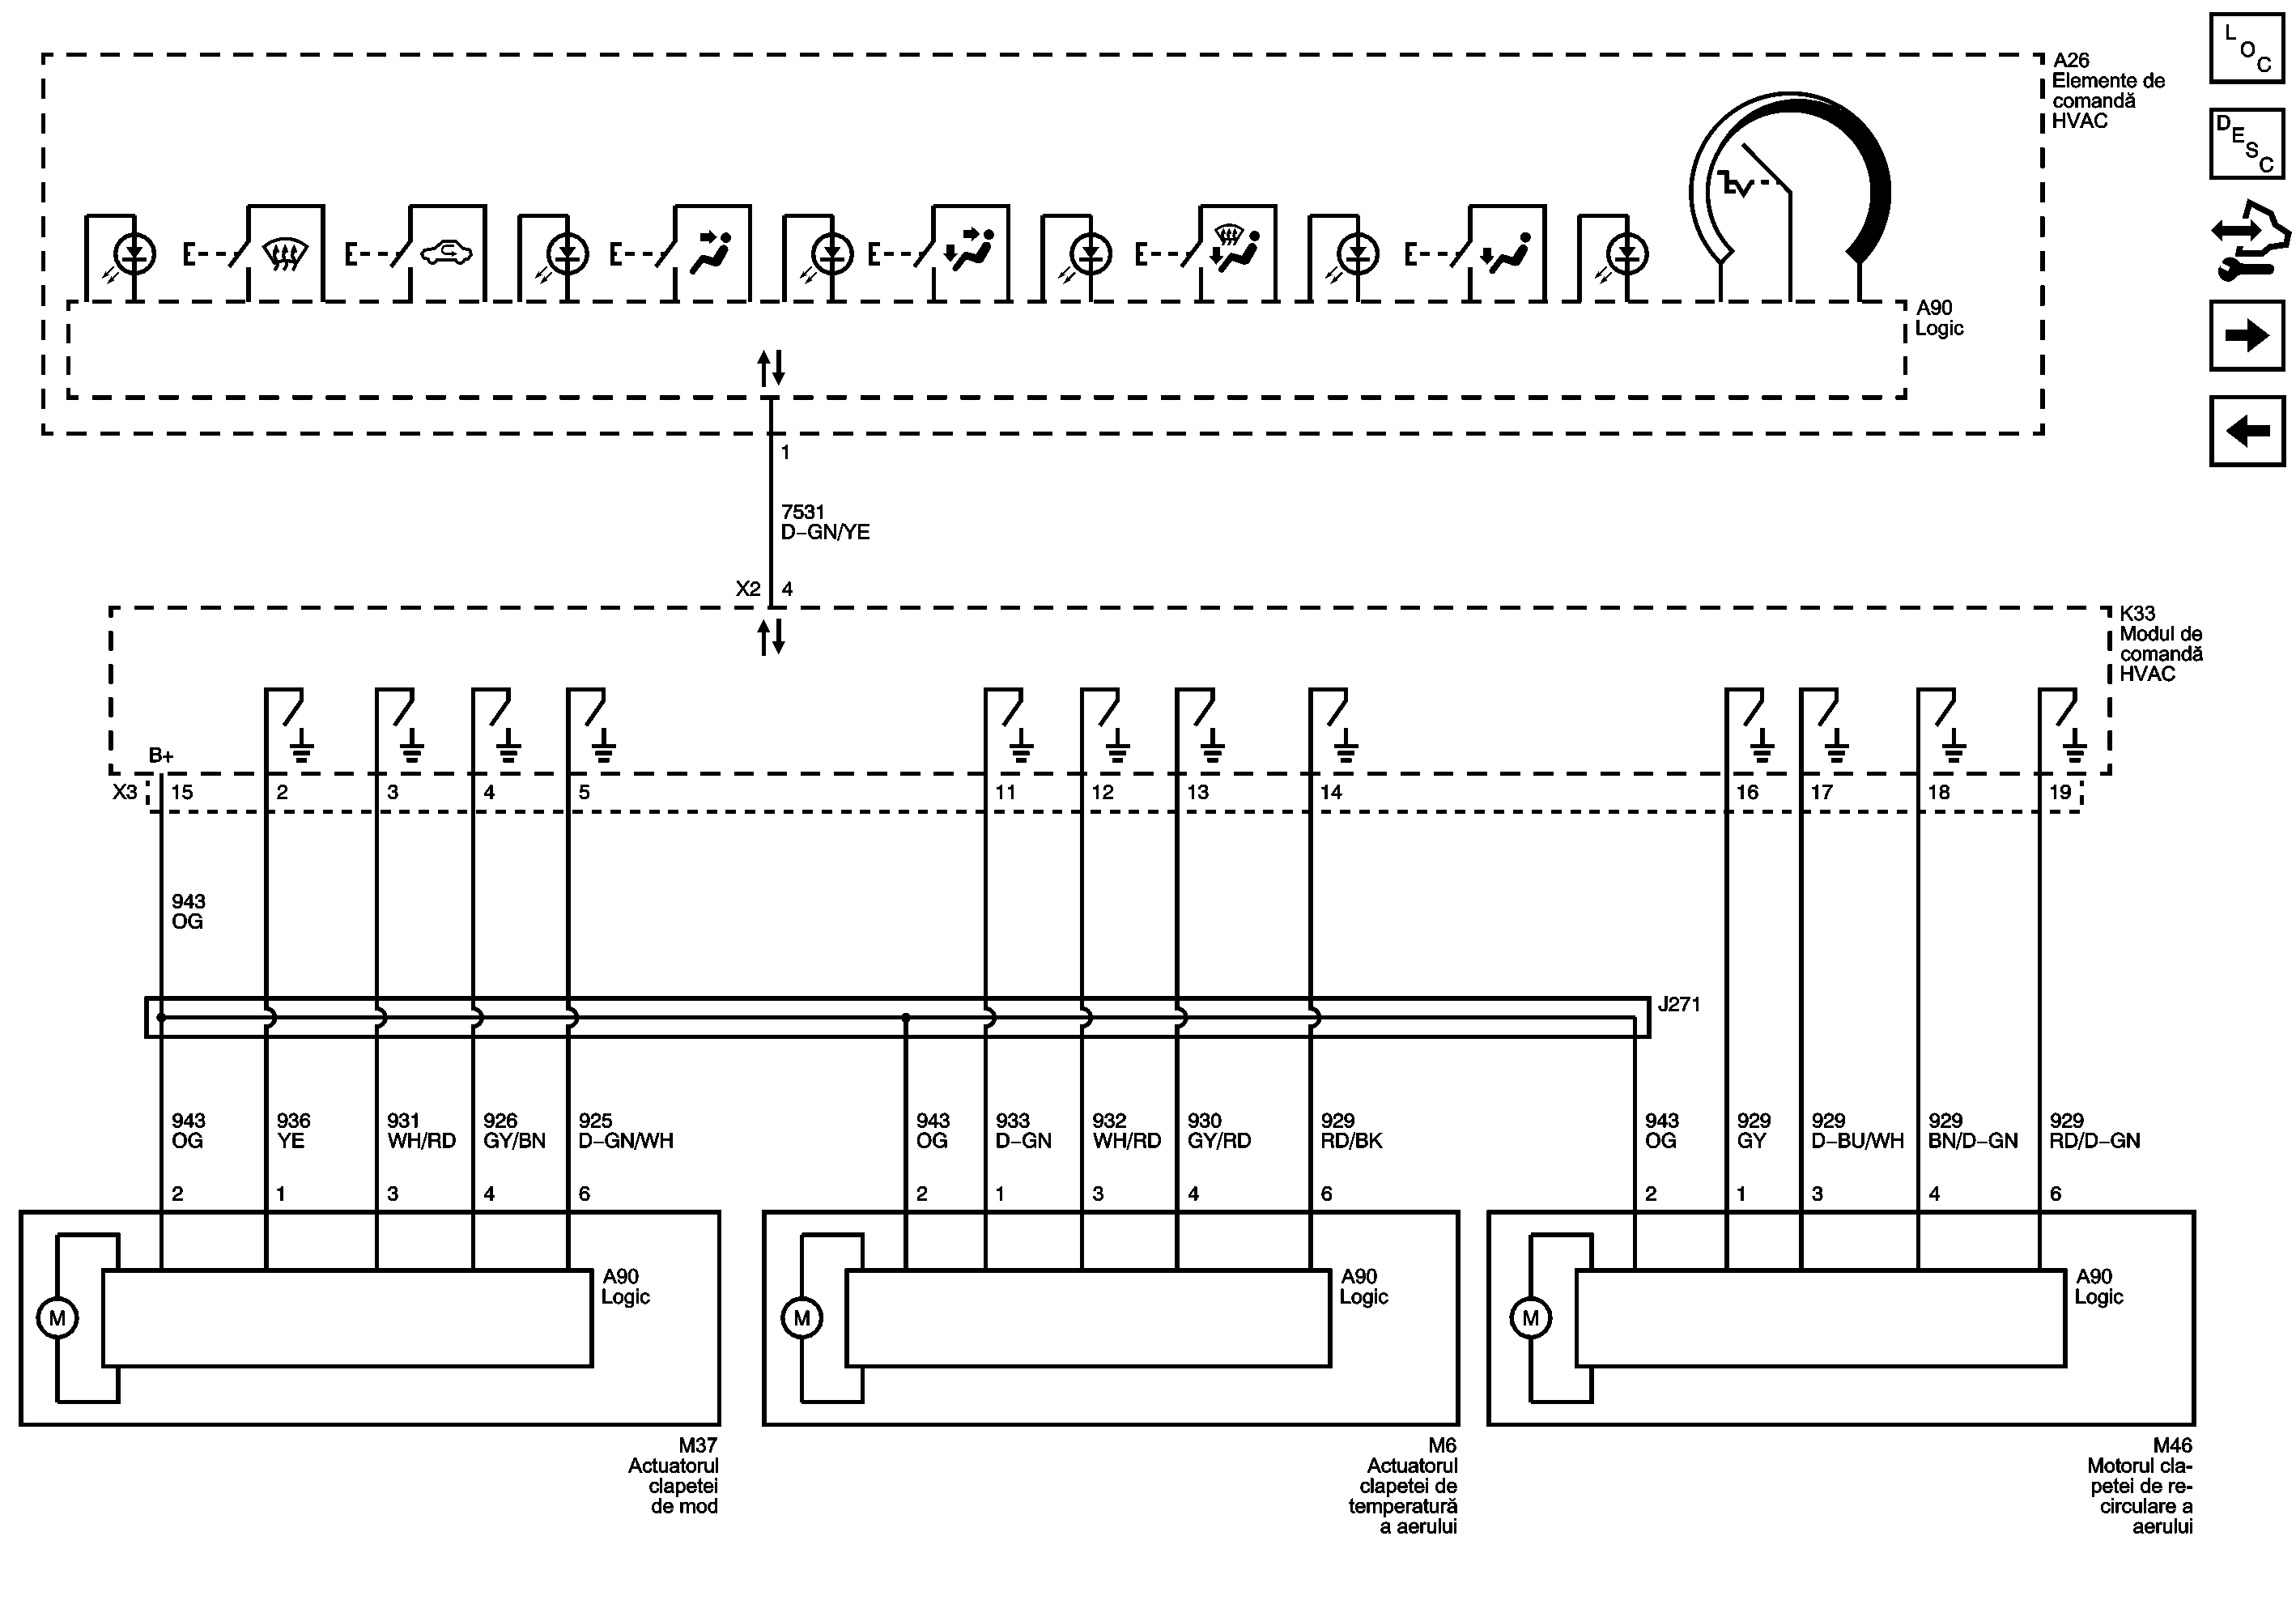 A26
Elemente de
comandă
HVAC
L
O
C
D
E
S
C
A90
Logic
1
7531
D–GN/YE
X2 4
K33
Modul de
comandă
HVAC
B+
X3 15 2 3 4 5 11 12 13 14 16 17 18 19
943
OG
J271
943 936 931 926 925 943 933 932 930 929 943 929 929 929 929
OG YE WH/RD GY/BN D–GN/WH OG D–GN WH/RD GY/RD RD/BK OG GY D–BU/WH BN/D–GN RD/D–GN
2 1 3 4 6 2 1 3 4 6 2 1 3 4 6
A90
Logic
M
A90
Logic
M
A90
Logic
M
M37
Actuatorul
clapetei
de mod
M6
Actuatorul
clapetei de
temperatură
a aerului
M46
Motorul cla-
petei de re-
circulare a
aerului